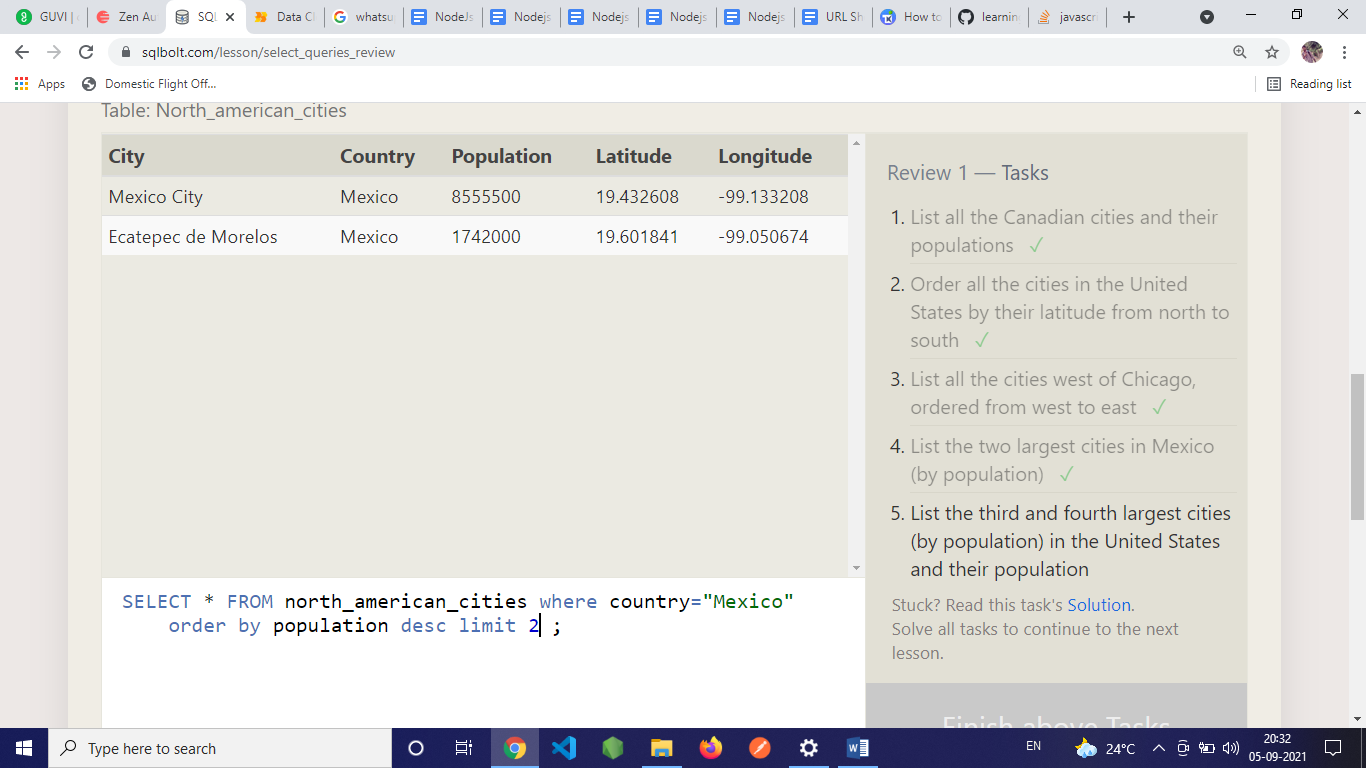 GUVI | Zen Au SQL Data Cl whatsu NodeJs Nodejs Nodejs Nodejs Nodejs URL Sh How to learnin javascr
sqlbolt.com/lesson/select_queries_review
Apps Domestic Flight Off... Reading list
Table: North_american_cities
City Country Population Latitude Longitude
Mexico City Mexico 8555500 19.432608 -99.133208
Ecatepec de Morelos Mexico 1742000 19.601841 -99.050674
SELECT * FROM north_american_cities where country="Mexico"
order by population desc limit 2 ;
Review 1 — Tasks
1. List all the Canadian cities and their
populations ✓
2. Order all the cities in the United
States by their latitude from north to
south ✓
3. List all the cities west of Chicago,
ordered from west to east ✓
4. List the two largest cities in Mexico
(by population) ✓
5. List the third and fourth largest cities
(by population) in the United States
and their population
Stuck? Read this task's Solution.
Solve all tasks to continue to the next
lesson.
Finish above Tasks
Type here to search
EN
24°C
20:32
05-09-2021